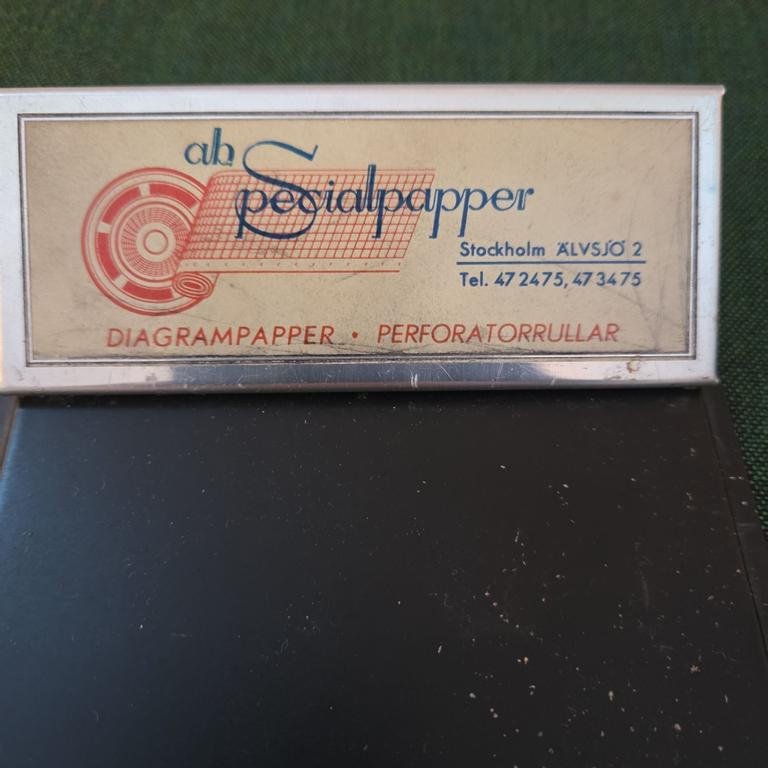 ab Specialpapper
Stockholm ÄLVSJÖ 2
Tel. 47 24 75, 47 34 75
DIAGRAMPAPPER • PERFORATORRULLAR